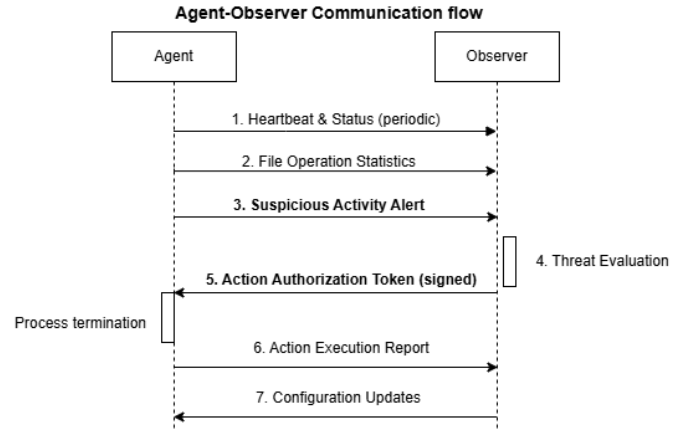 Agent-Observer Communication flow
Agent
Observer
1. Heartbeat & Status (periodic)
2. File Operation Statistics
3. Suspicious Activity Alert
4. Threat Evaluation
5. Action Authorization Token (signed)
Process termination
6. Action Execution Report
7. Configuration Updates